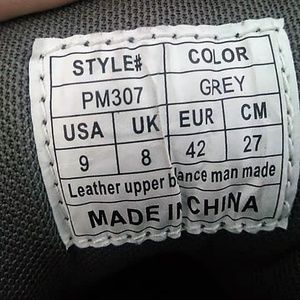 STYLE# COLOR
PM307 GREY
USA UK EUR CM
9 8 42 27
Leather upper blance man made
MADE IN CHINA